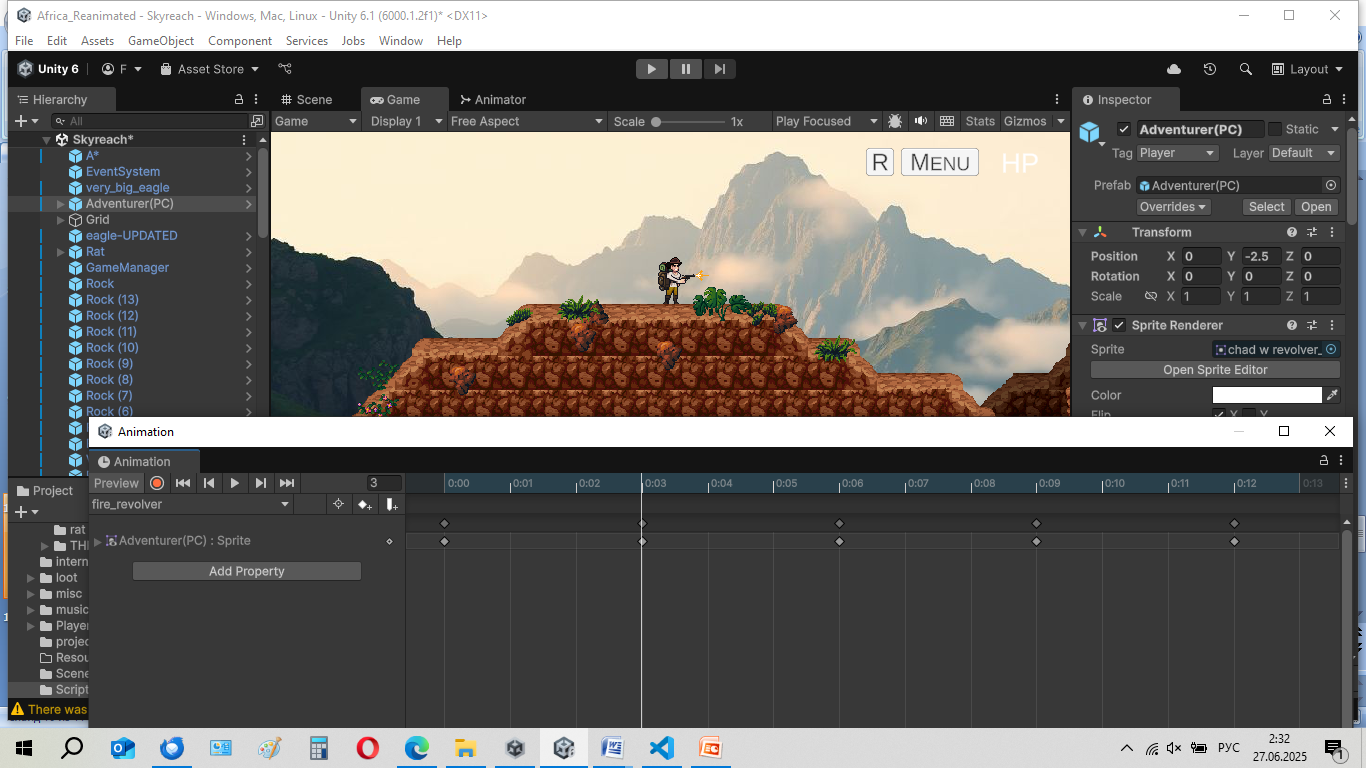 Africa_Reanimated - Skyreach - Windows, Mac, Linux - Unity 6.1 (6000.1.2f1)* <DX11>
File Edit Assets GameObject Component Services Jobs Window Help
Unity 6 F Asset Store Layout
Hierarchy
All
Skyreach*
A*
EventSystem
very_big_eagle
Adventurer(PC)
Grid
eagle-UPDATED
Rat
GameManager
Rock
Rock (13)
Rock (12)
Rock (11)
Rock (10)
Rock (9)
Rock (8)
Rock (7)
Rock (6)
Scene Game Animator
Game Display 1 Free Aspect Scale 1x Play Focused Stats Gizmos
R MENU HP
Inspector
Adventurer(PC) Static
Tag Player Layer Default
Prefab Adventurer(PC)
Overrides Select Open
Transform
Position X 0 Y -2.5 Z 0
Rotation X 0 Y 0 Z 0
Scale X 1 Y 1 Z 1
Sprite Renderer
Sprite chad w revolver_
Open Sprite Editor
Color
Flip X Y
Project
rat
TH
intern
loot
misc
music
Player
projec
Resou
Scene
Script
There was
Animation
Animation
Preview 3 0:00 0:01 0:02 0:03 0:04 0:05 0:06 0:07 0:08 0:09 0:10 0:11 0:12 0:13
fire_revolver
Adventurer(PC) : Sprite
Add Property
РУС
2:32
27.06.2025
1